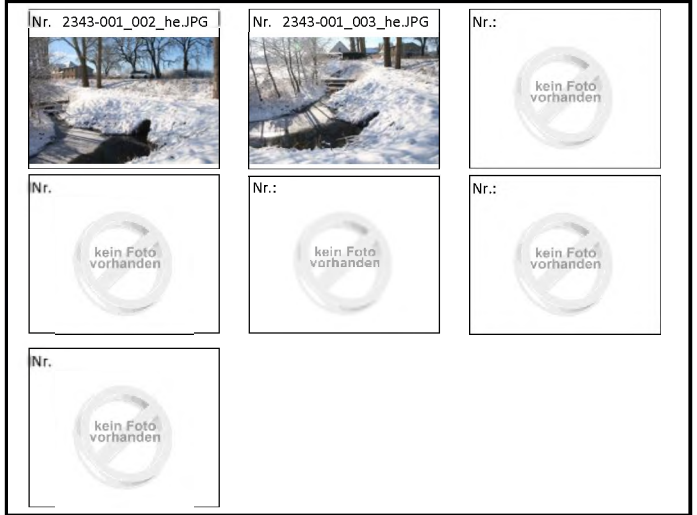 Nr. 2343-001_002_he.JPG
Nr. 2343-001_003_he.JPG
Nr.:
kein Foto
vorhanden
Nr.
kein Foto
vorhanden
Nr.:
kein Foto
vorhanden
Nr.:
kein Foto
vorhanden
Nr.
kein Foto
vorhanden